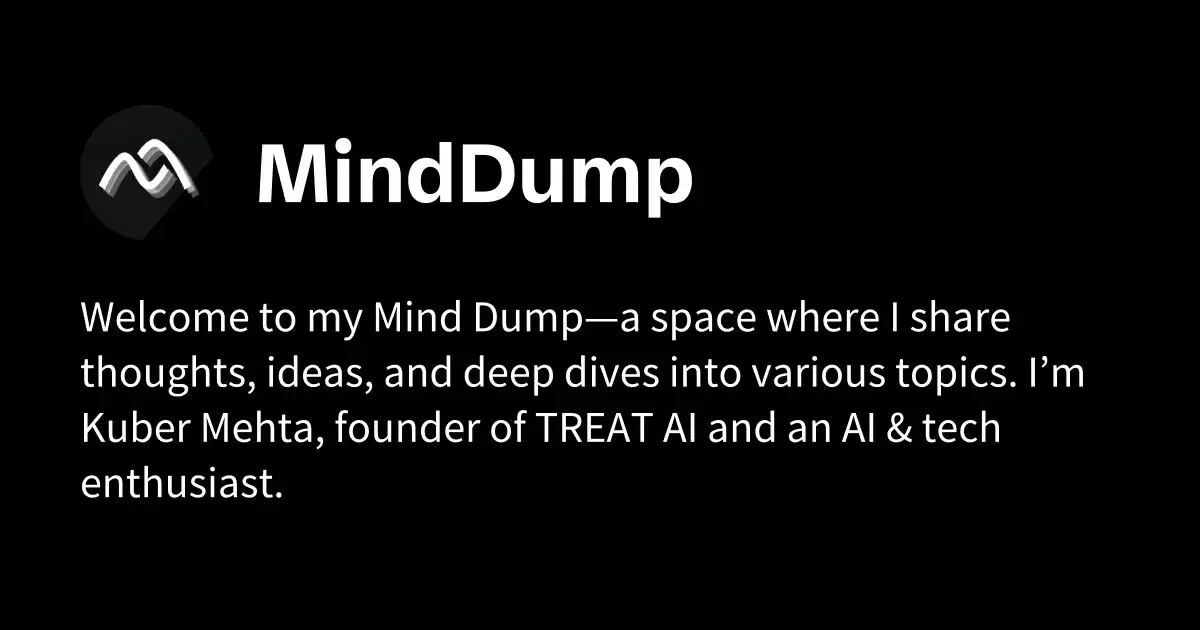 MindDump
Welcome to my Mind Dump—a space where I share
thoughts, ideas, and deep dives into various topics. I’m
Kuber Mehta, founder of TREAT AI and an AI & tech
enthusiast.